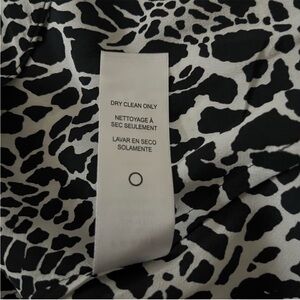 DRY CLEAN ONLY
NETTOYAGE À
SEC SEULEMENT
LAVAR EN SECO
SOLAMENTE